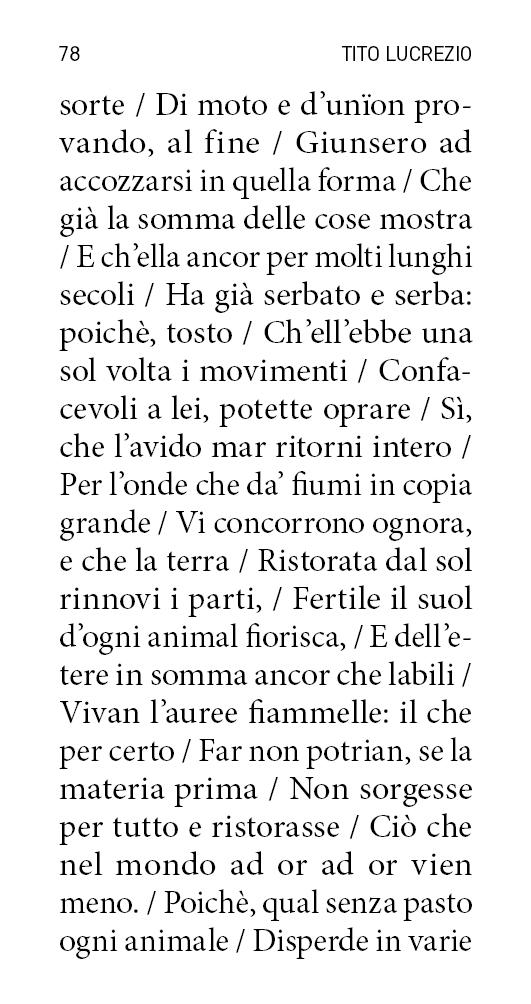 78 TITO LUCREZIO
sorte / Di moto e d’unïon pro-
vando, al fine / Giunsero ad
accozzarsi in quella forma / Che
già la somma delle cose mostra
/ E ch’ella ancor per molti lunghi
secoli / Ha già serbato e serba:
poichè, tosto / Ch’ell’ebbe una
sol volta i movimenti / Confa-
cevoli a lei, potette oprare / Sì,
che l’avido mar ritorni intero /
Per l’onde che da’ fiumi in copia
grande / Vi concorrono ognora,
e che la terra / Ristorata dal sol
rinnovi i parti, / Fertile il suol
d’ogni animal fiorisca, / E dell’e-
tere in somma ancor che labili /
Vivan l’auree fiammelle: il che
per certo / Far non potrian, se la
materia prima / Non sorgesse
per tutto e ristorasse / Ciò che
nel mondo ad or ad or vien
meno. / Poichè, qual senza pasto
ogni animale / Disperde in varie